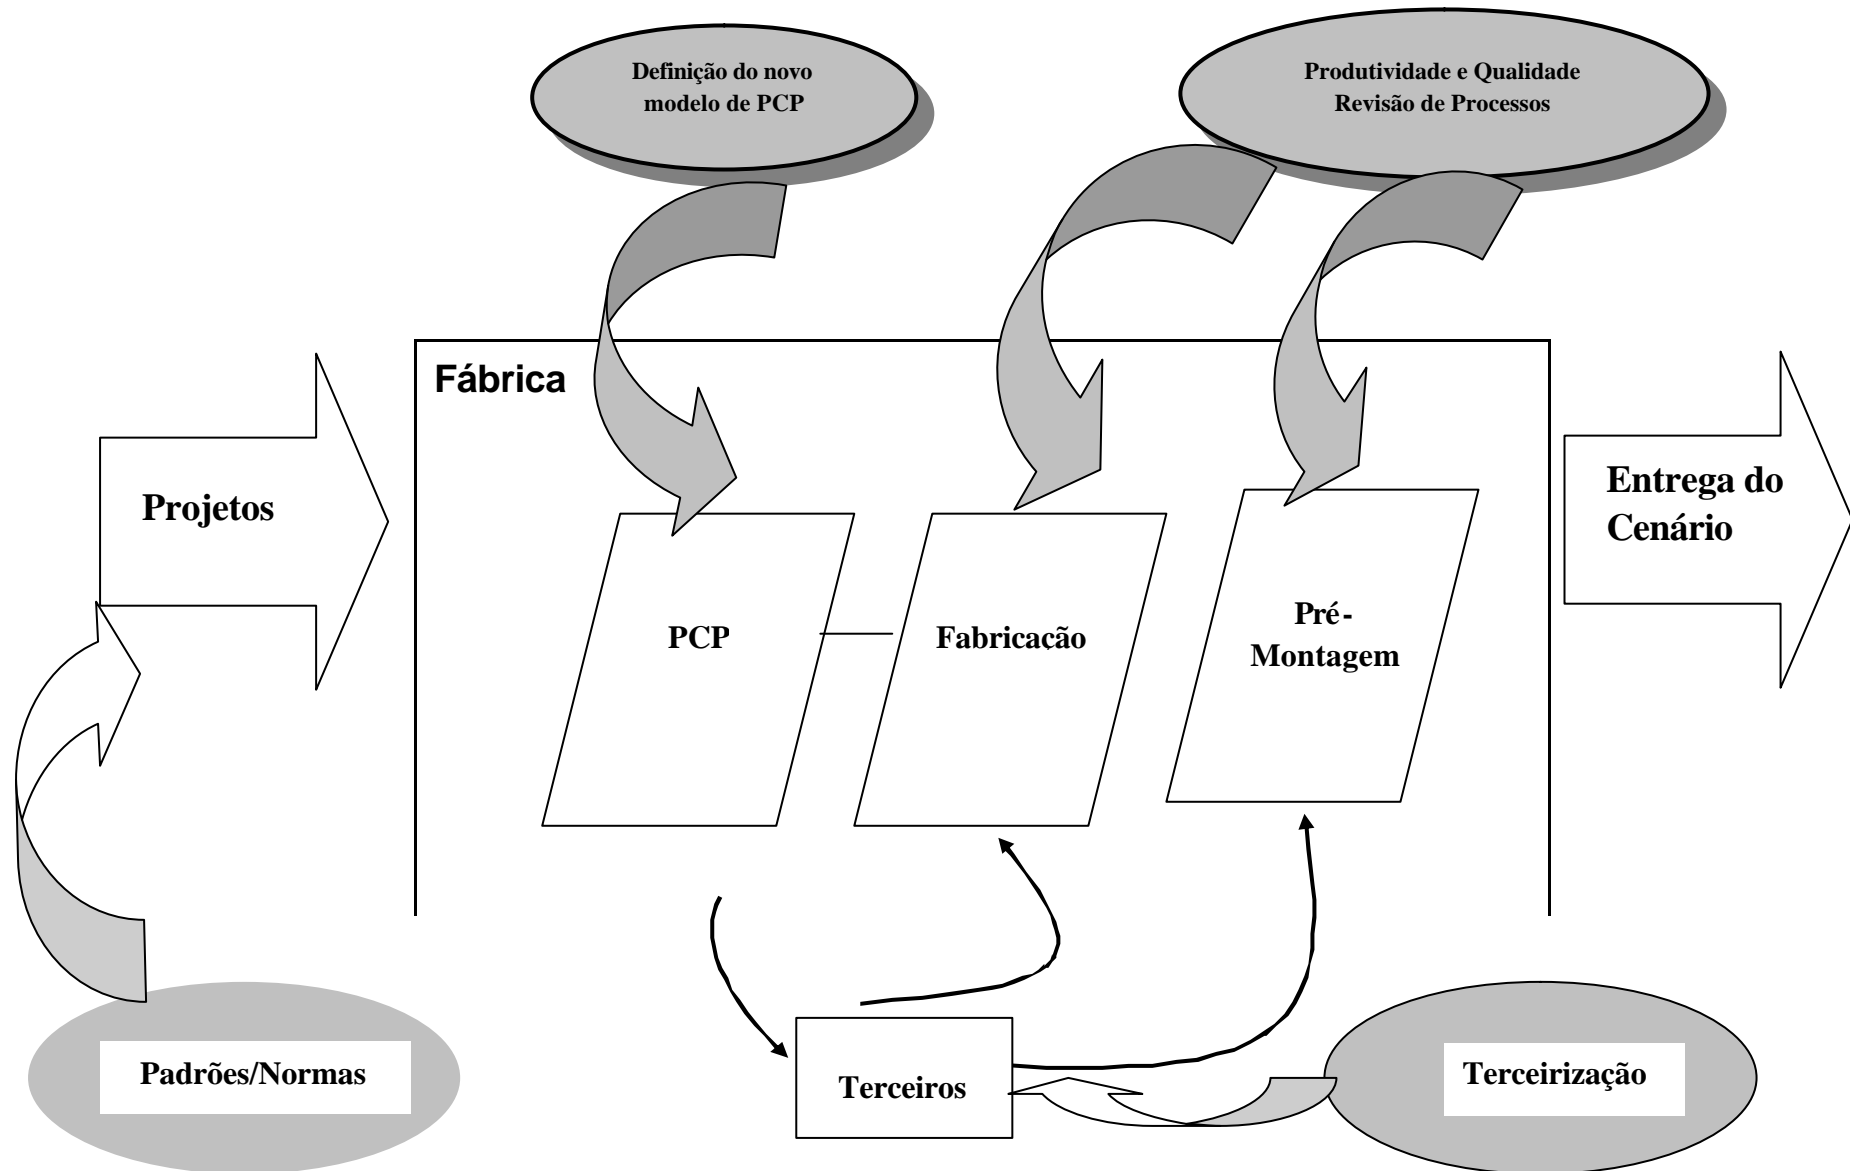 Definição do novo
modelo de PCP
Produtividade e Qualidade
Revisão de Processos
Fábrica
Projetos
Entrega do
Cenário
PCP
Fabricação
Pré-
Montagem
Padrões/Normas
Terceiros
Terceirização